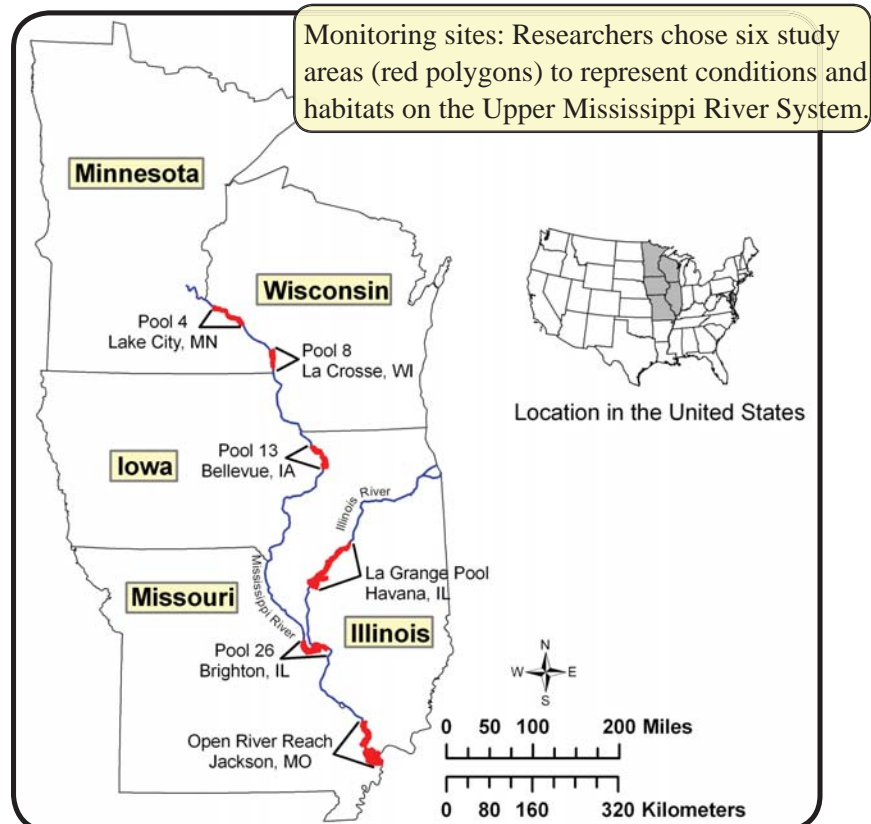 Monitoring sites: Researchers chose six study
areas (red polygons) to represent conditions and
habitats on the Upper Mississippi River System.
Minnesota
Wisconsin
Pool 4
Lake City, MN
Pool 8
La Crosse, WI
Location in the United States
Iowa
Pool 13
Bellevue, IA
Illinois River
La Grange Pool
Havana, IL
Missouri
Mississippi River
Illinois
Pool 26
Brighton, IL
Open River Reach
Jackson, MO
N
W E
S
0 50 100 200 Miles
0 80 160 320 Kilometers